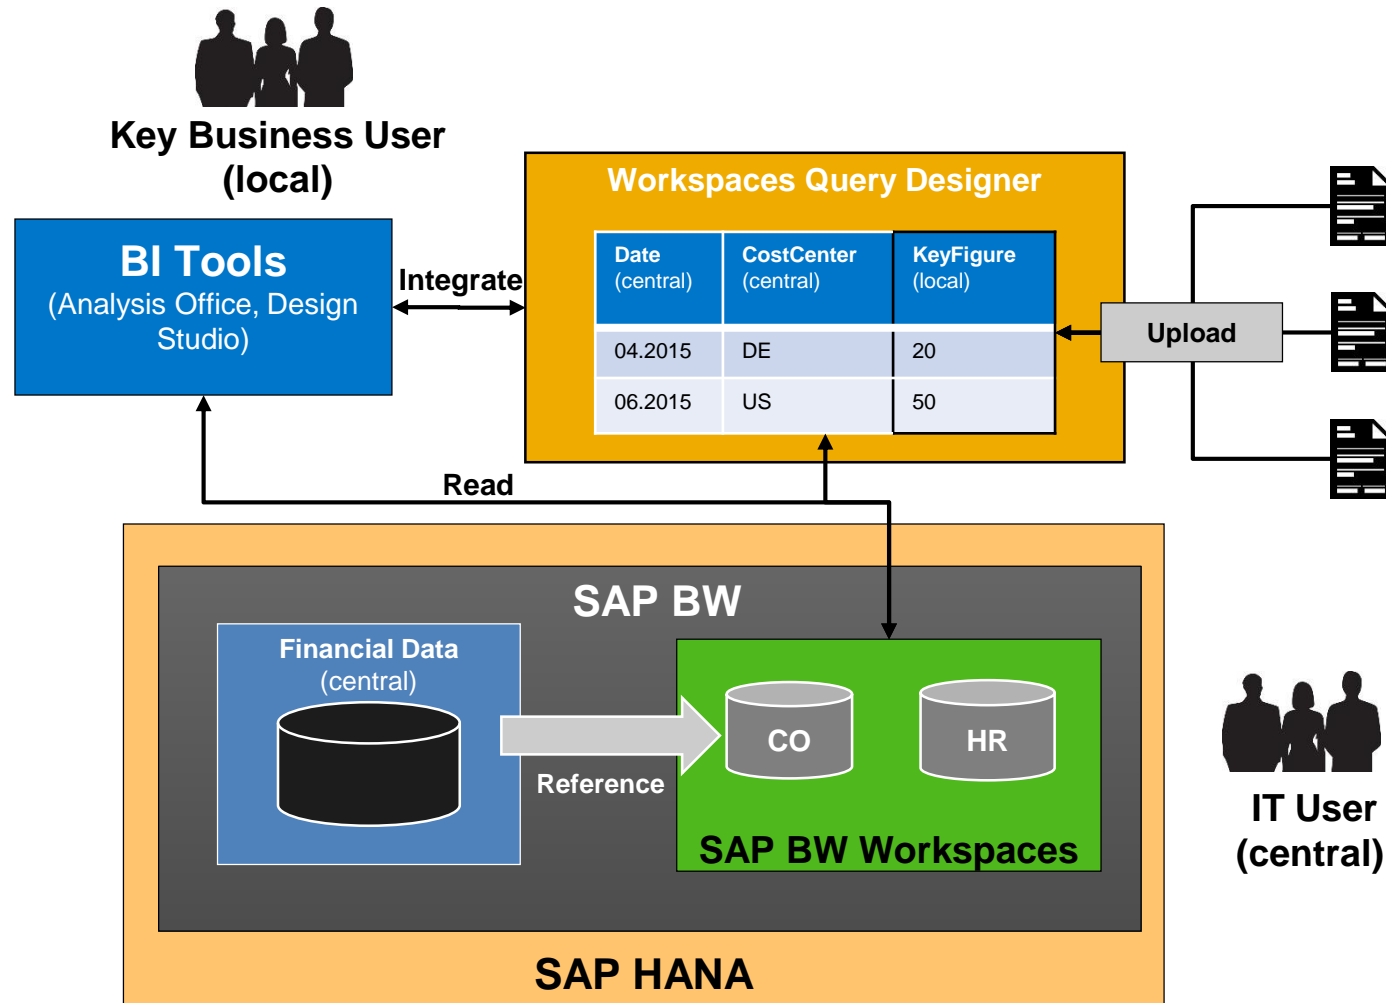 Key Business User
(local)
Workspaces Query Designer
BI Tools
(Analysis Office, Design
Studio)
Integrate
Date
(central)
CostCenter
(central)
KeyFigure
(local)
04.2015 DE 20
06.2015 US 50
Upload
Read
SAP BW
Financial Data
(central)
Reference
CO
HR
SAP BW Workspaces
IT User
(central)
SAP HANA